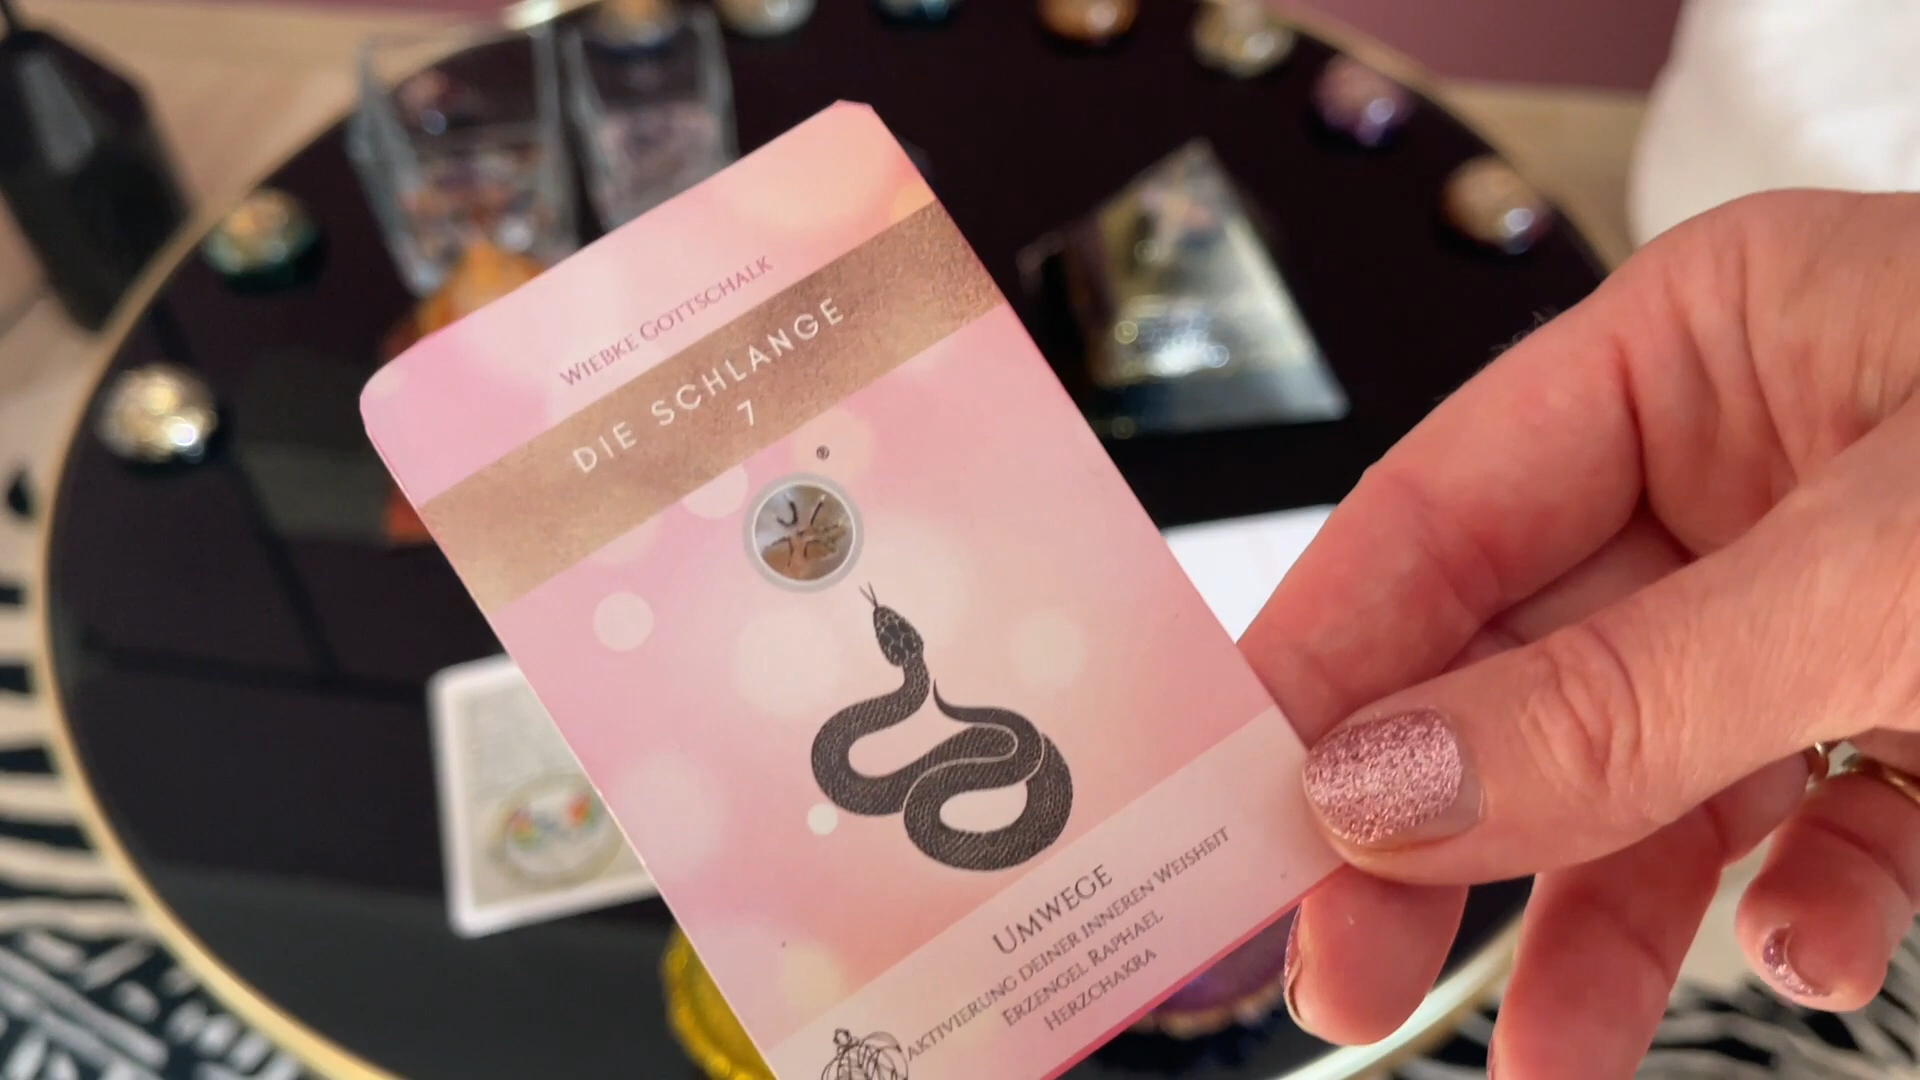 WIEBKE GOTTSCHALK
DIE SCHLANGE
7
®
UMWEGE
AKTIVIERUNG DEINER INNEREN WEISHEIT
ERZENGEL RAPHAEL
HERZCHAKRA